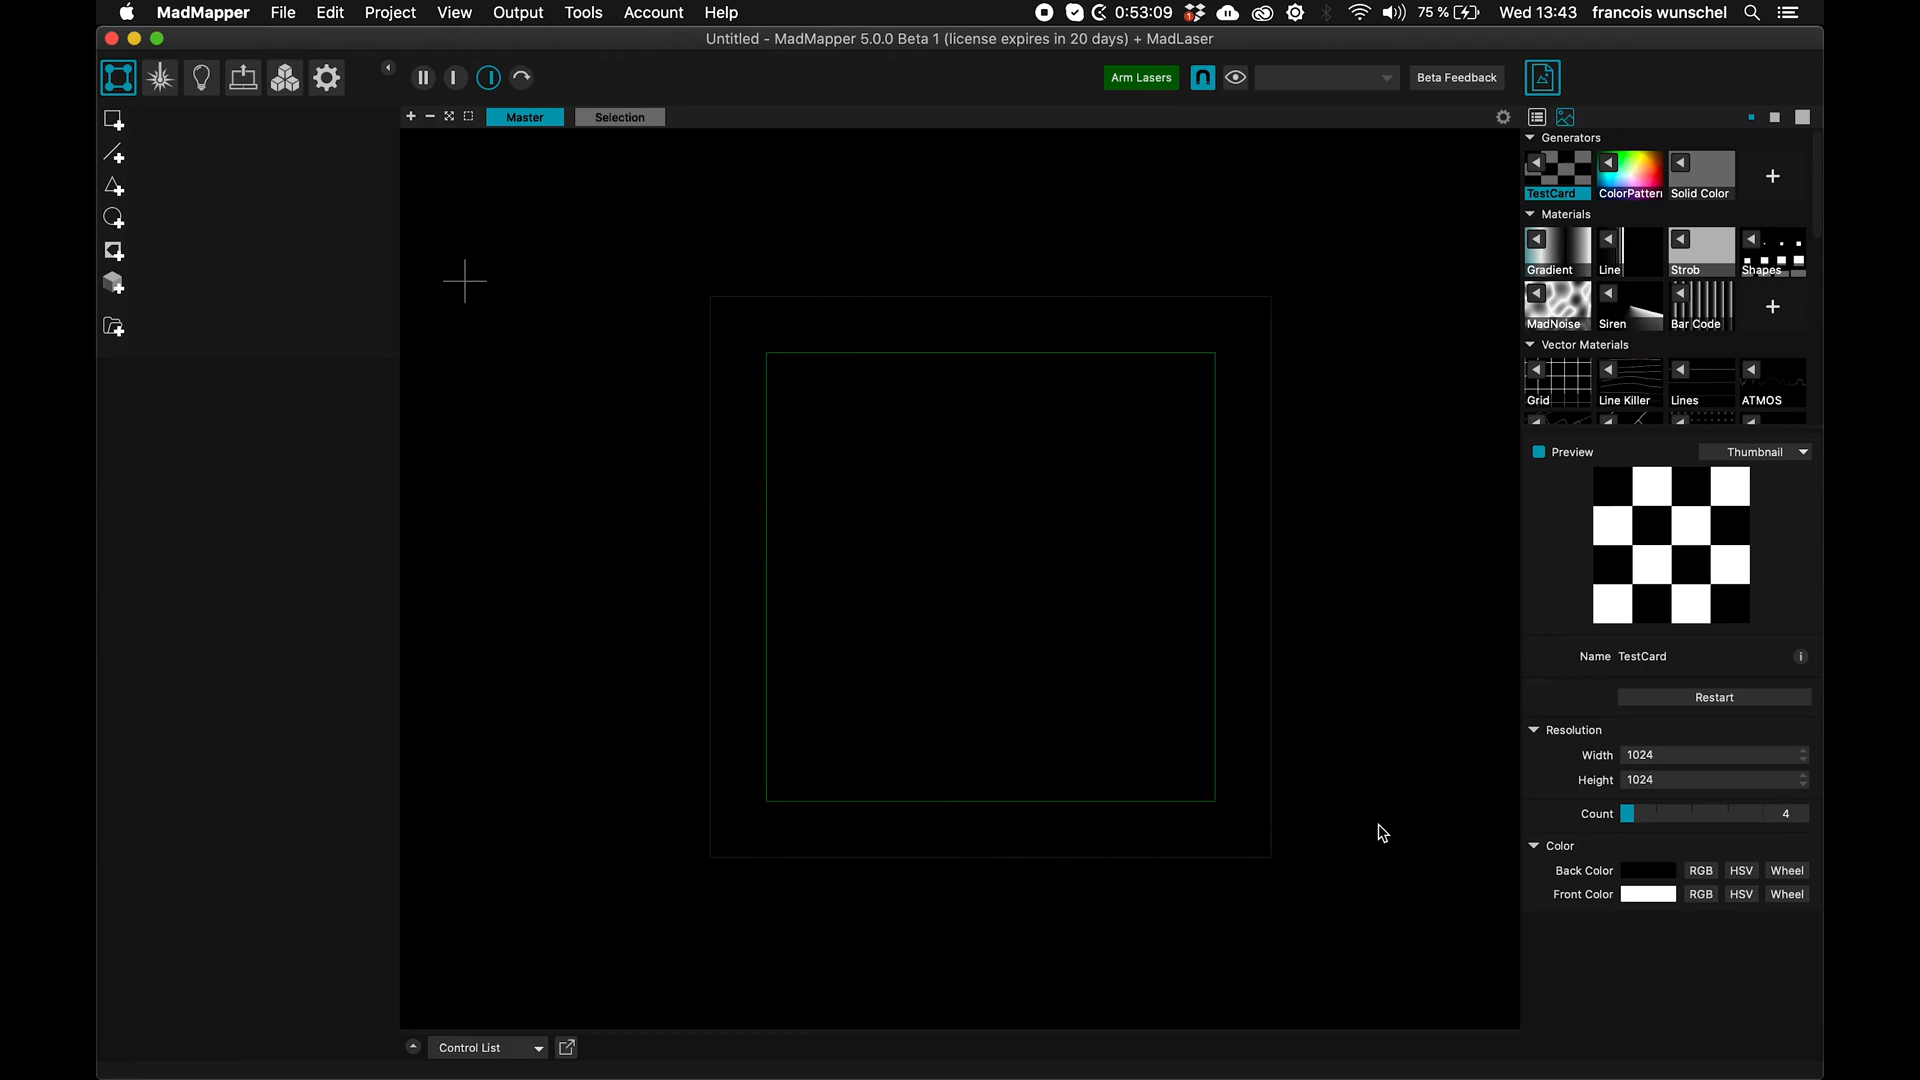 MadMapper File Edit Project View Output Tools Account Help 0:53:09 1 75 % Wed 13:43 francois wunschel
Untitled - MadMapper 5.0.0 Beta 1 (license expires in 20 days) + MadLaser
Arm Lasers Beta Feedback
Master Selection
Generators
TestCard ColorPattern Solid Color
Materials
Gradient Line Strob Shapes
MadNoise Siren Bar Code
Vector Materials
Grid Line Killer Lines ATMOS
Preview Thumbnail
Name TestCard
Restart
Resolution
Width 1024
Height 1024
Count 4
Color
Back Color RGB HSV Wheel
Front Color RGB HSV Wheel
Control List